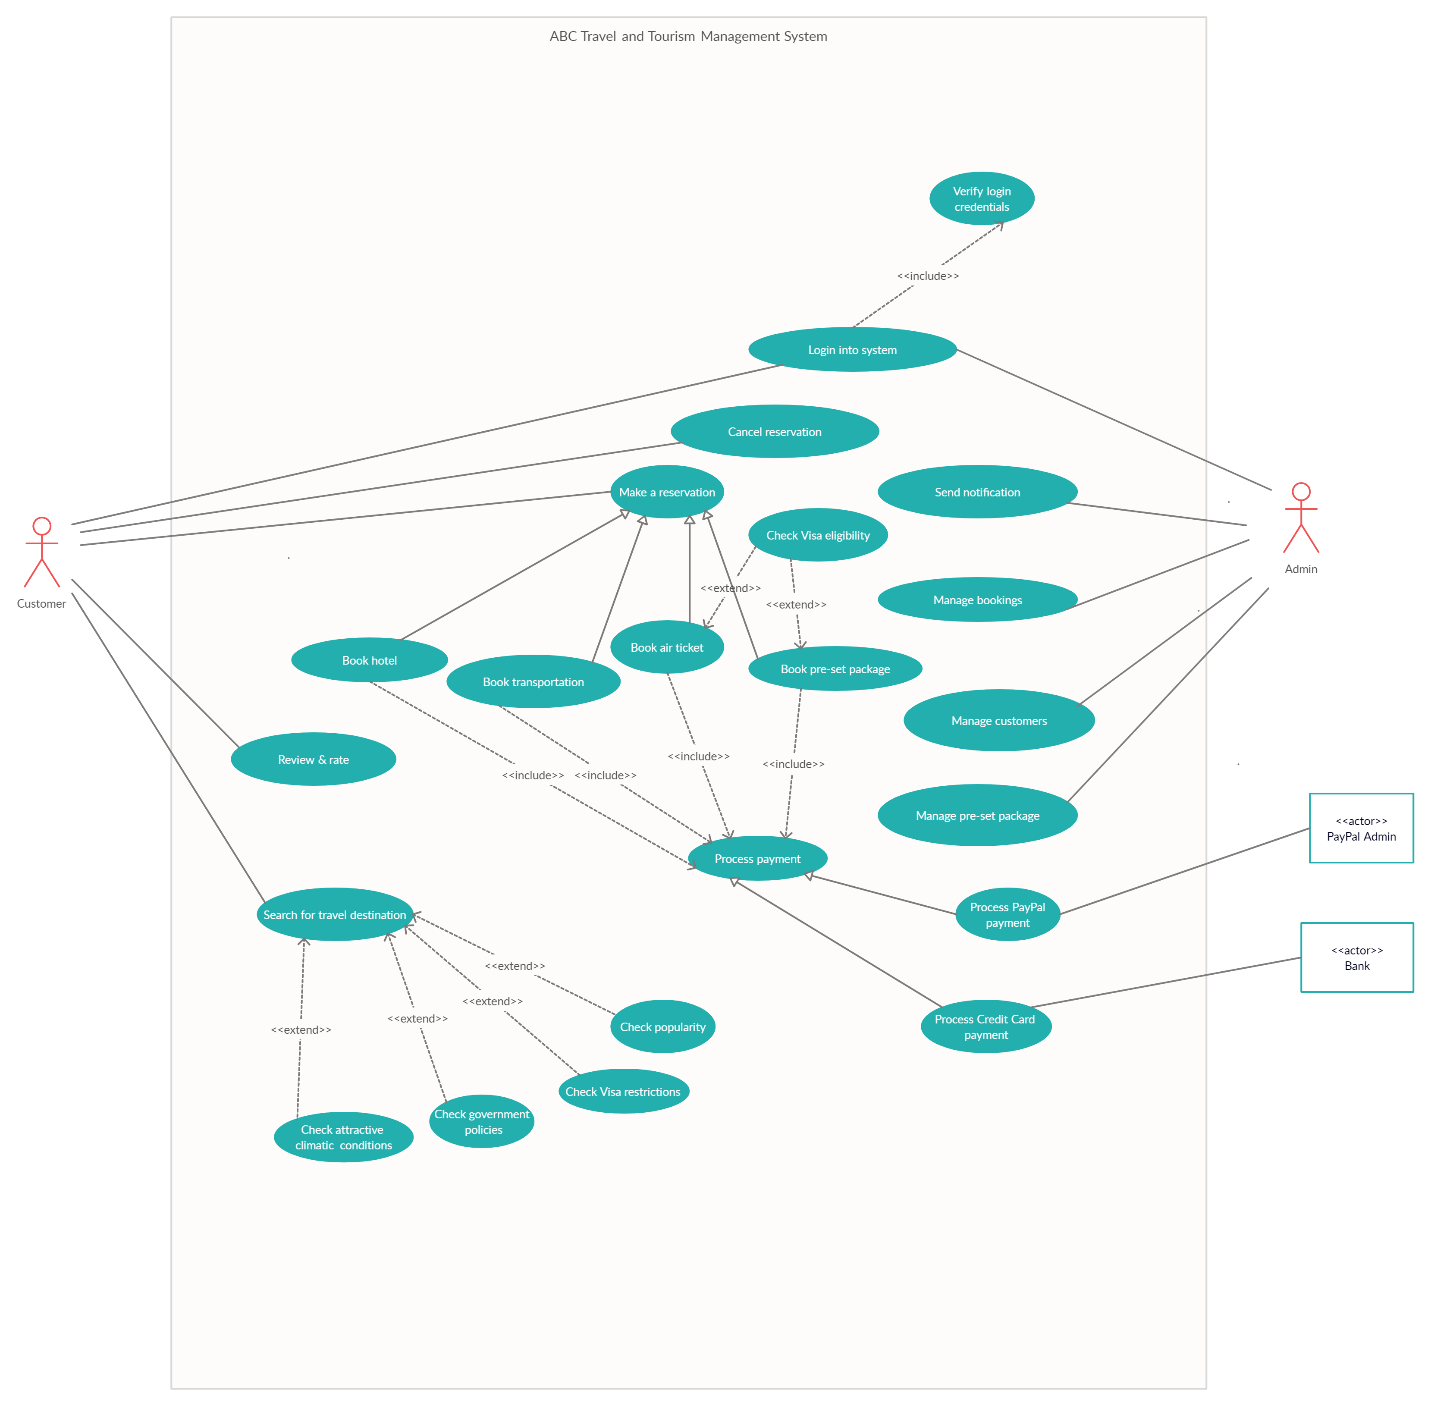 ABC Travel and Tourism Management System
Verify login
credentials
<<include>>
Login into system
Cancel reservation
Make a reservation
Send notification
Check Visa eligibility
Customer
Admin
<<extend>>
<<extend>>
Manage bookings
Book hotel
Book transportation
Book air ticket
Book pre-set package
Manage customers
Review & rate
<<include>>
<<include>>
<<include>>
<<include>>
Manage pre-set package
<<actor>>
PayPal Admin
Process payment
Search for travel destination
Process PayPal
payment
<<actor>>
Bank
<<extend>>
<<extend>>
<<extend>>
<<extend>>
Check popularity
Process Credit Card
payment
Check Visa restrictions
Check government
policies
Check attractive
climatic conditions